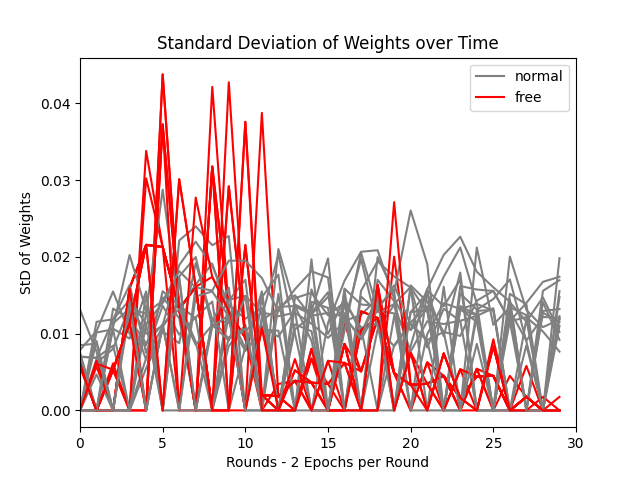 Standard Deviation of Weights over Time
normal
free
StD of Weights
0.04
0.03
0.02
0.01
0.00
0 5 10 15 20 25 30
Rounds - 2 Epochs per Round